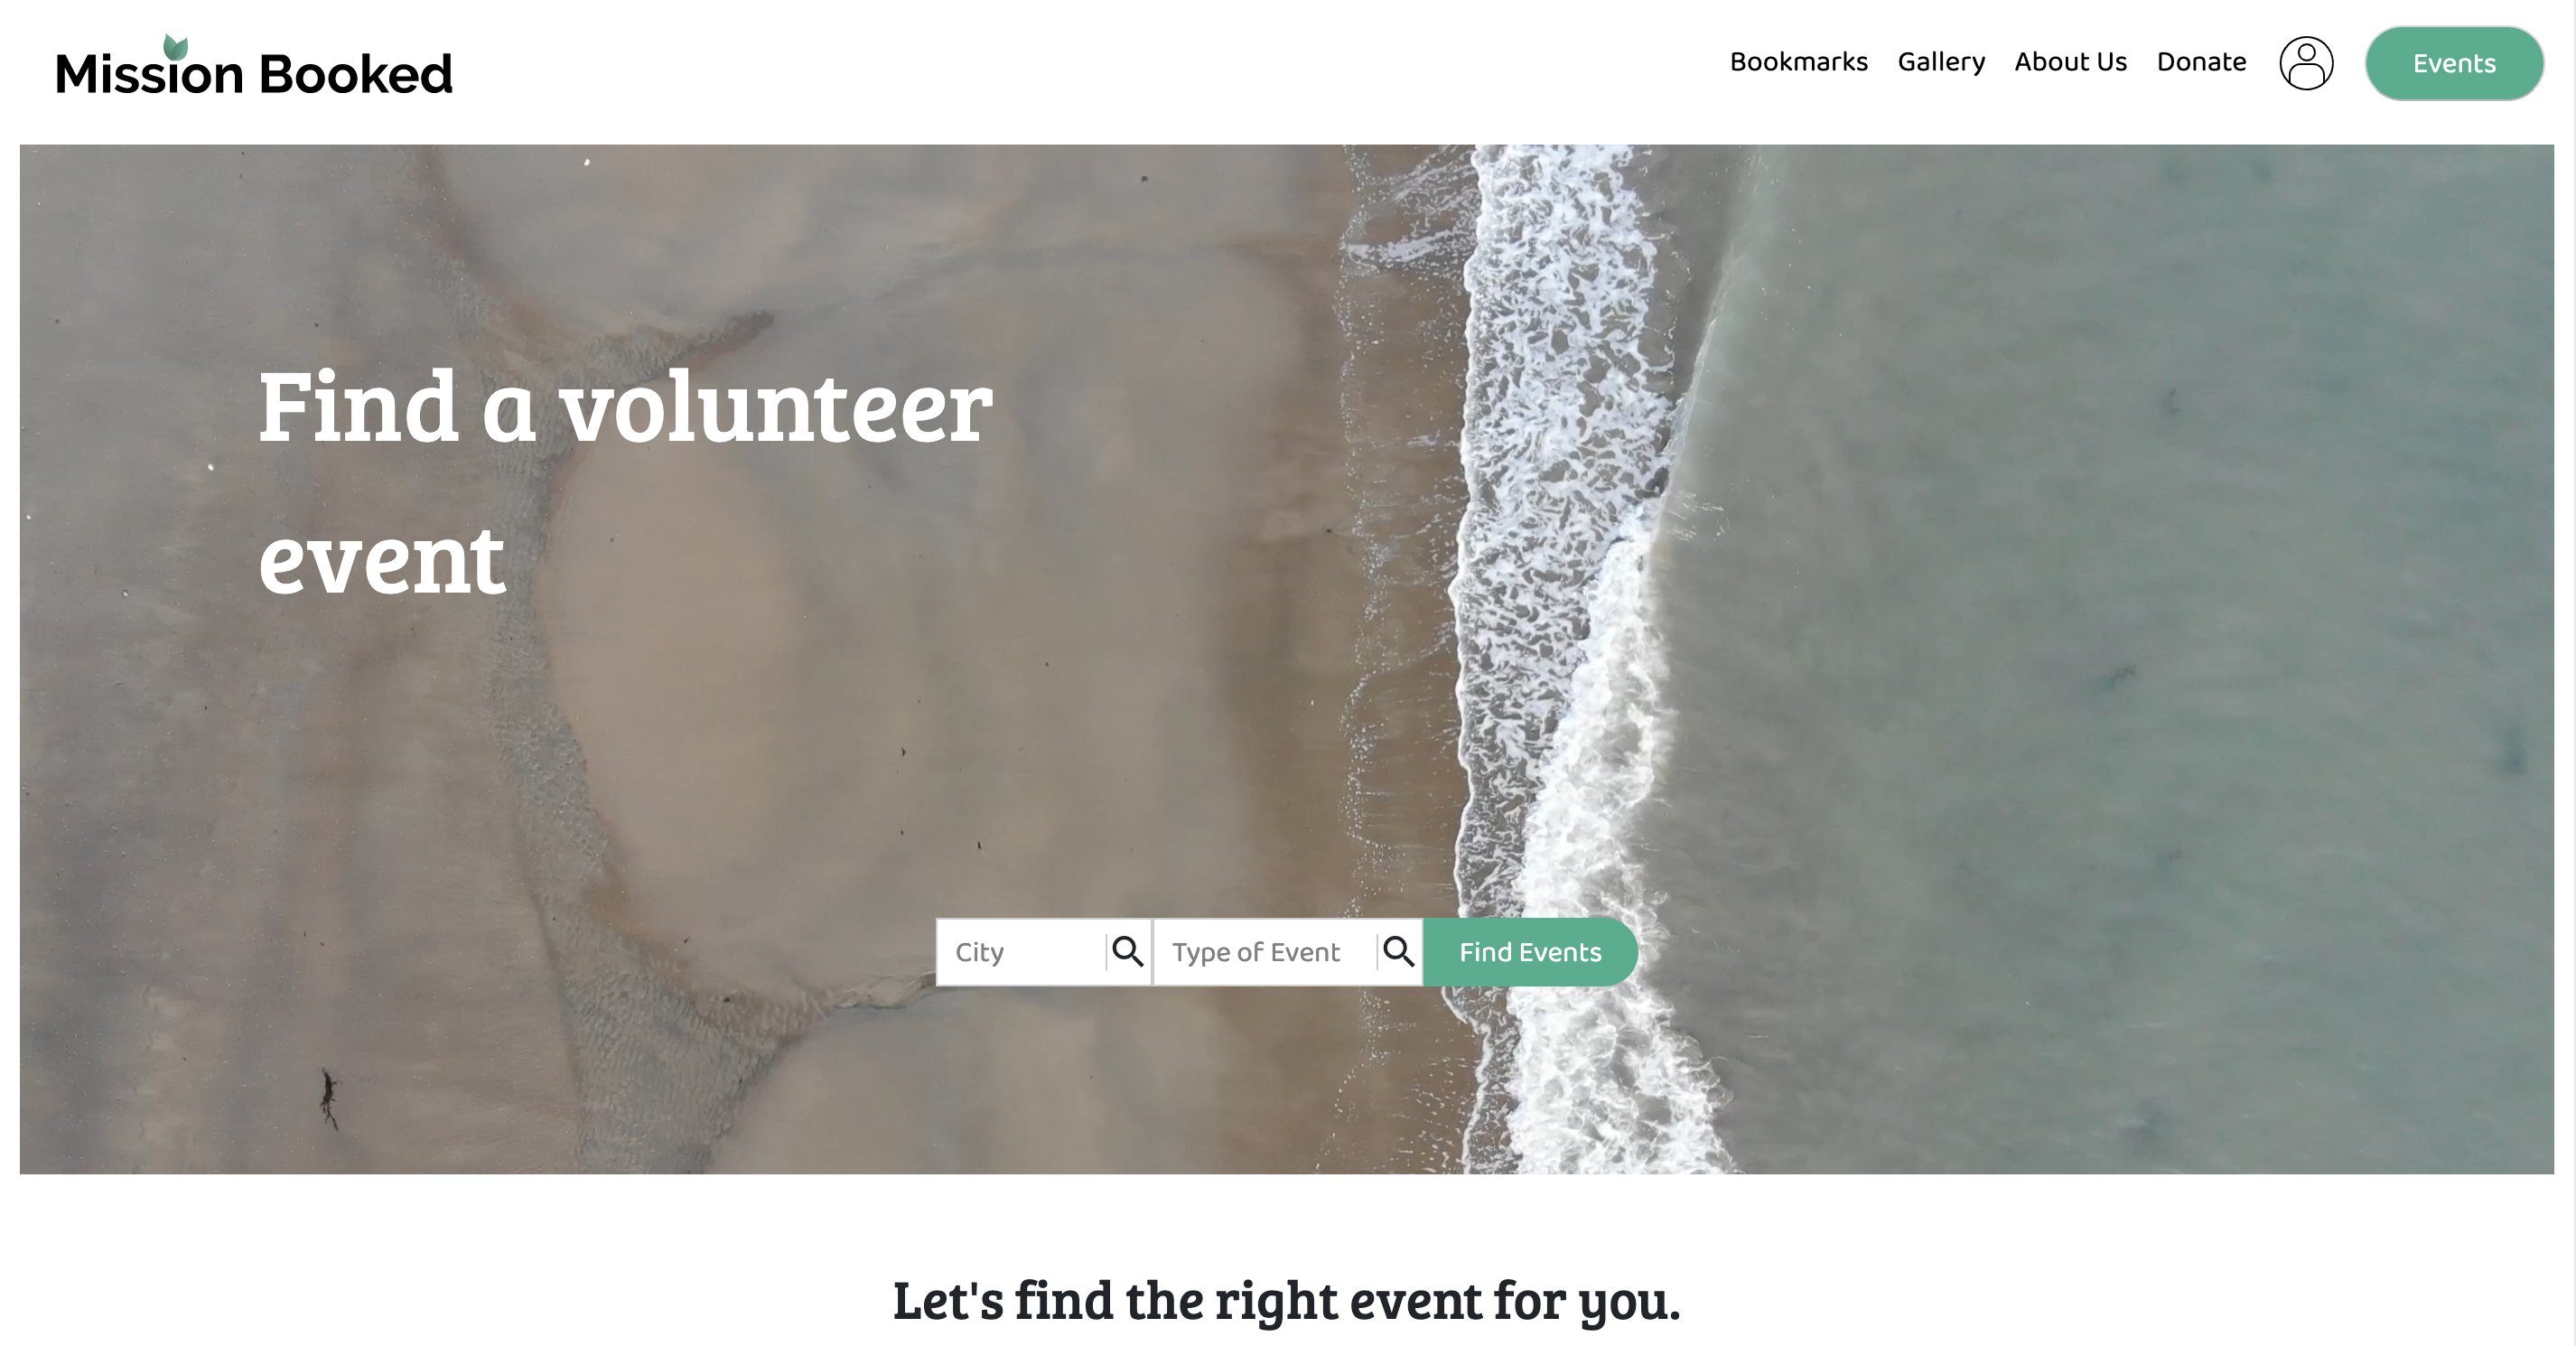 Mission Booked
Bookmarks Gallery About Us Donate Events
Find a volunteer
event
City Type of Event Find Events
Let's find the right event for you.